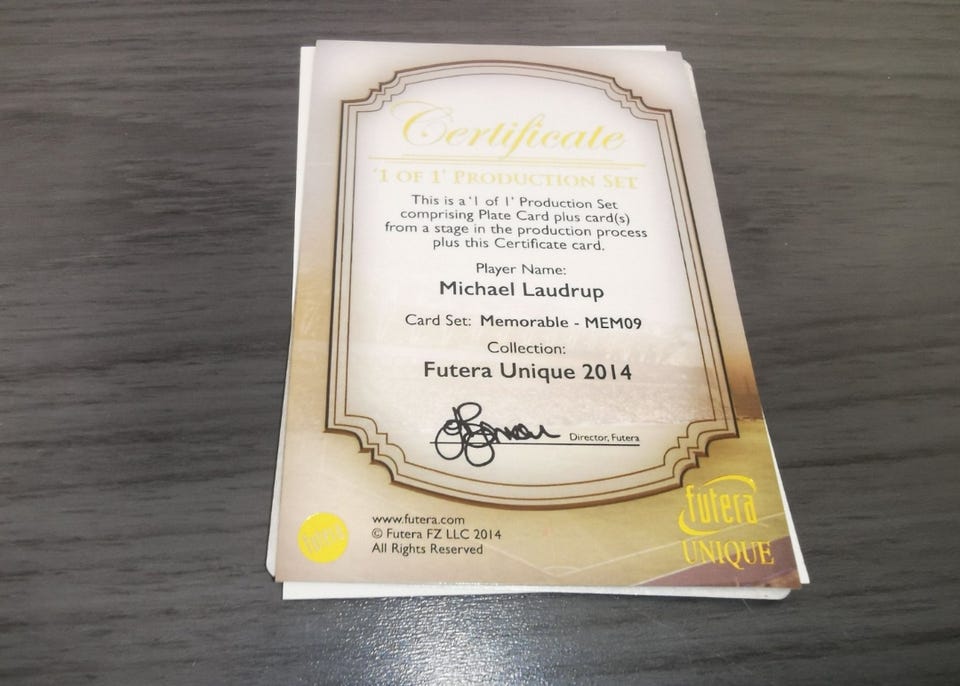 Certificate
'1 OF 1' PRODUCTION SET
This is a '1 of 1' Production Set
comprising Plate Card plus card(s)
from a stage in the production process
plus this Certificate card.
Player Name:
Michael Laudrup
Card Set: Memorable - MEM09
Collection:
Futera Unique 2014
Director, Futera
www.futera.com
© Futera FZ LLC 2014
All Rights Reserved
futera
futera
UNIQUE